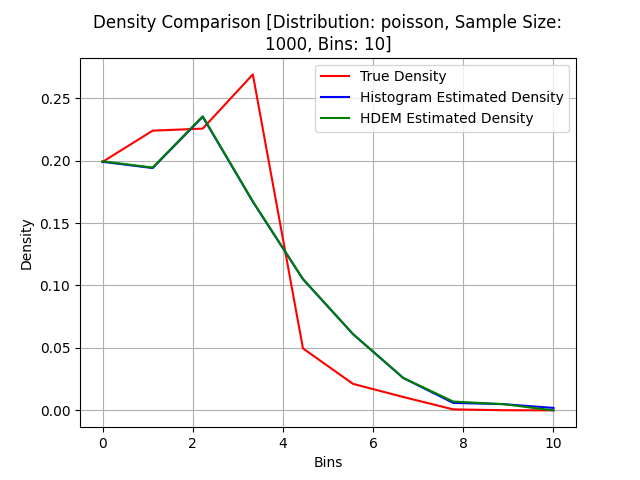 Density Comparison [Distribution: poisson, Sample Size:
1000, Bins: 10]
True Density
Histogram Estimated Density
HDEM Estimated Density
Density
0.25
0.20
0.15
0.10
0.05
0.00
0
2
4
6
8
10
Bins